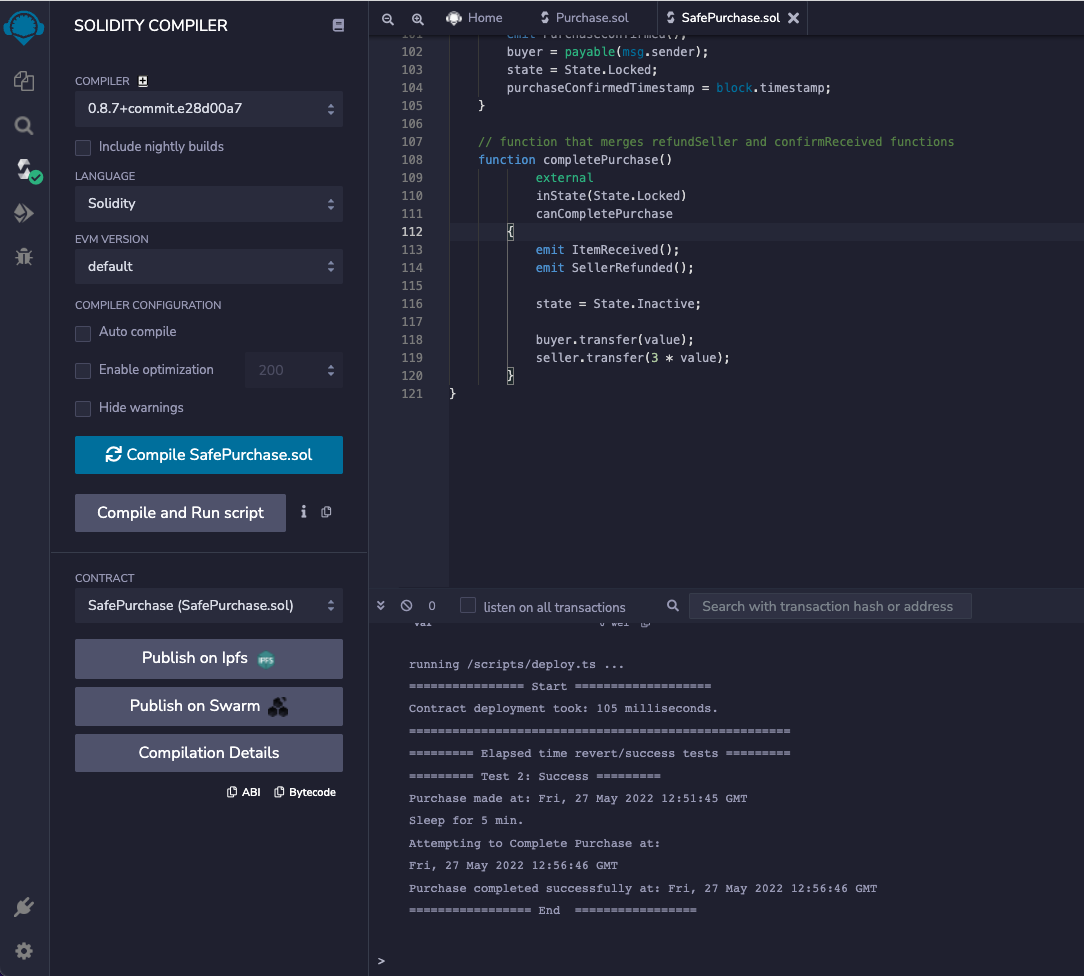 SOLIDITY COMPILER
COMPILER
0.8.7+commit.e28d00a7
Include nightly builds
LANGUAGE
Solidity
EVM VERSION
default
COMPILER CONFIGURATION
Auto compile
Enable optimization
200
Hide warnings
Compile SafePurchase.sol
Compile and Run script
CONTRACT
SafePurchase (SafePurchase.sol)
Publish on Ipfs
IPFS
Publish on Swarm
Compilation Details
ABI Bytecode
Home Purchase.sol SafePurchase.sol
101 emit PurchaseConfirmed();
102 buyer = payable(msg.sender);
103 state = State.Locked;
104 purchaseConfirmedTimestamp = block.timestamp;
105 }
106
107 // function that merges refundSeller and confirmReceived functions
108 function completePurchase()
109 external
110 inState(State.Locked)
111 canCompletePurchase
112 {
113 emit ItemReceived();
114 emit SellerRefunded();
115
116 state = State.Inactive;
117
118 buyer.transfer(value);
119 seller.transfer(3 * value);
120 }
121 }
0 listen on all transactions Search with transaction hash or address
val 0 wei
running /scripts/deploy.ts ...
================ Start ===================
Contract deployment took: 105 milliseconds.
=====================================================
========= Elapsed time revert/success tests =========
========= Test 2: Success =========
Purchase made at: Fri, 27 May 2022 12:51:45 GMT
Sleep for 5 min.
Attempting to Complete Purchase at:
Fri, 27 May 2022 12:56:46 GMT
Purchase completed successfully at: Fri, 27 May 2022 12:56:46 GMT
================= End =================
>